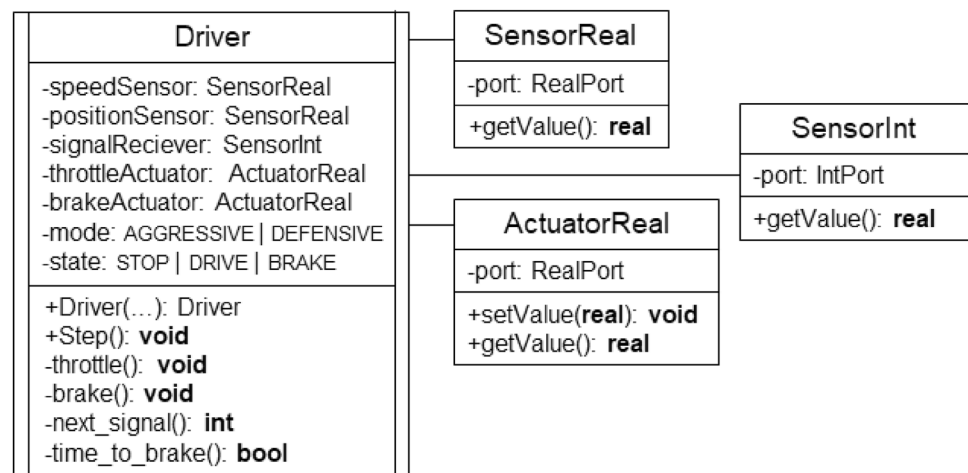 Driver
-speedSensor: SensorReal
-positionSensor: SensorReal
-signalReciever: SensorInt
-throttleActuator: ActuatorReal
-brakeActuator: ActuatorReal
-mode: AGGRESSIVE | DEFENSIVE
-state: STOP | DRIVE | BRAKE
+Driver(...): Driver
+Step(): void
-throttle(): void
-brake(): void
-next_signal(): int
-time_to_brake(): bool
SensorReal
-port: RealPort
+getValue(): real
SensorInt
-port: IntPort
+getValue(): real
ActuatorReal
-port: RealPort
+setValue(real): void
+getValue(): real